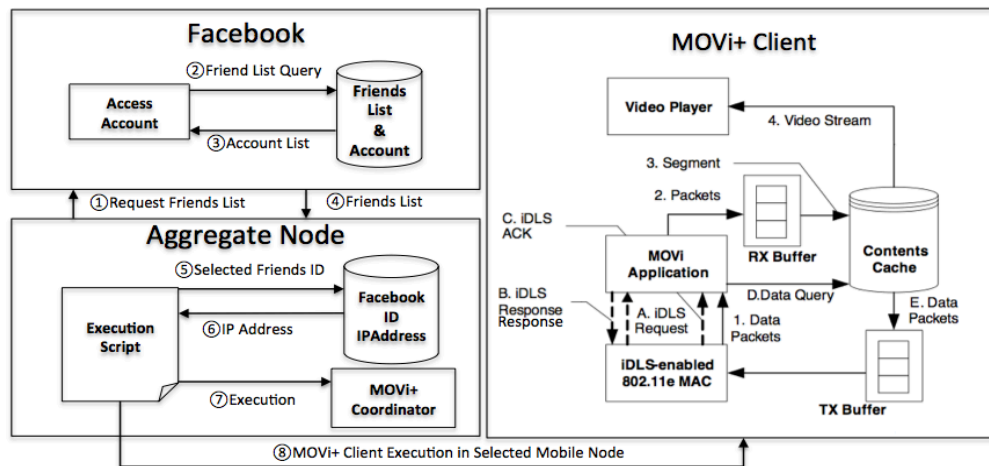 Facebook
②Friend List Query
Access
Account
Friends
List
&
Account
③Account List
①Request Friends List
④Friends List
Aggregate Node
⑤Selected Friends ID
Execution
Script
Facebook
ID
IPAddress
⑥IP Address
⑦Execution
MOVi+
Coordinator
⑧MOVi+ Client Execution in Selected Mobile Node
MOVi+ Client
Video Player
4. Video Stream
3. Segment
2. Packets
C. iDLS
ACK
MOVi
Application
RX Buffer
Contents
Cache
D.Data Query
B. iDLS
Response
Response
A. iDLS
Request
1. Data
Packets
E. Data
Packets
iDLS-enabled
802.11e MAC
TX Buffer